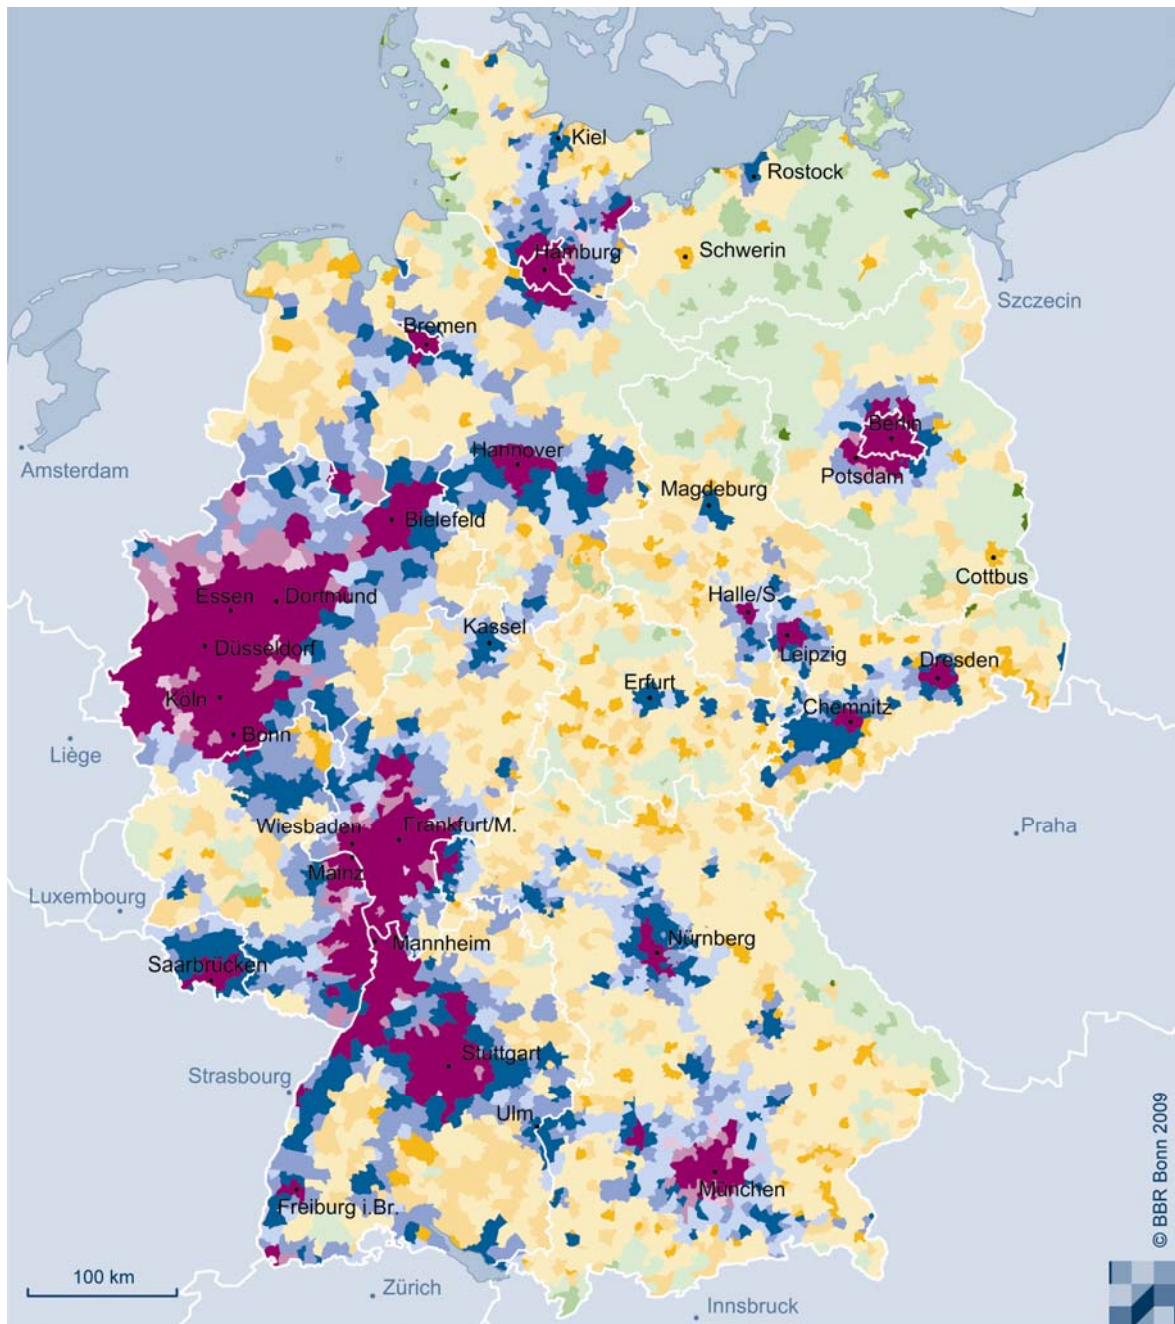 Kiel
Rostock
Hamburg
Schwerin
Szczecin
Bremen
Berlin
Amsterdam
Hannover
Potsdam
Magdeburg
Bielefeld
Cottbus
Essen
Dortmund
Halle/S.
Kassel
Düsseldorf
Leipzig
Dresden
Erfurt
Köln
Chemnitz
Bonn
Liège
Wiesbaden
Frankfurt/M.
Praha
Mainz
Luxembourg
Mannheim
Nürnberg
Saarbrücken
Stuttgart
Strasbourg
Ulm
München
Freiburg i.Br.
100 km
Zürich
Innsbruck
© BBR Bonn 2009